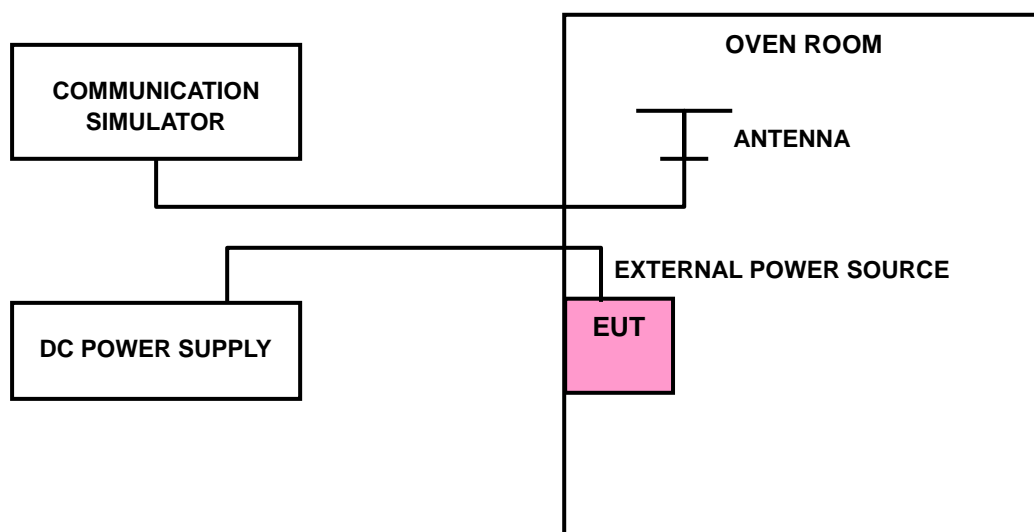 OVEN ROOM
COMMUNICATION
SIMULATOR
ANTENNA
EXTERNAL POWER SOURCE
EUT
DC POWER SUPPLY